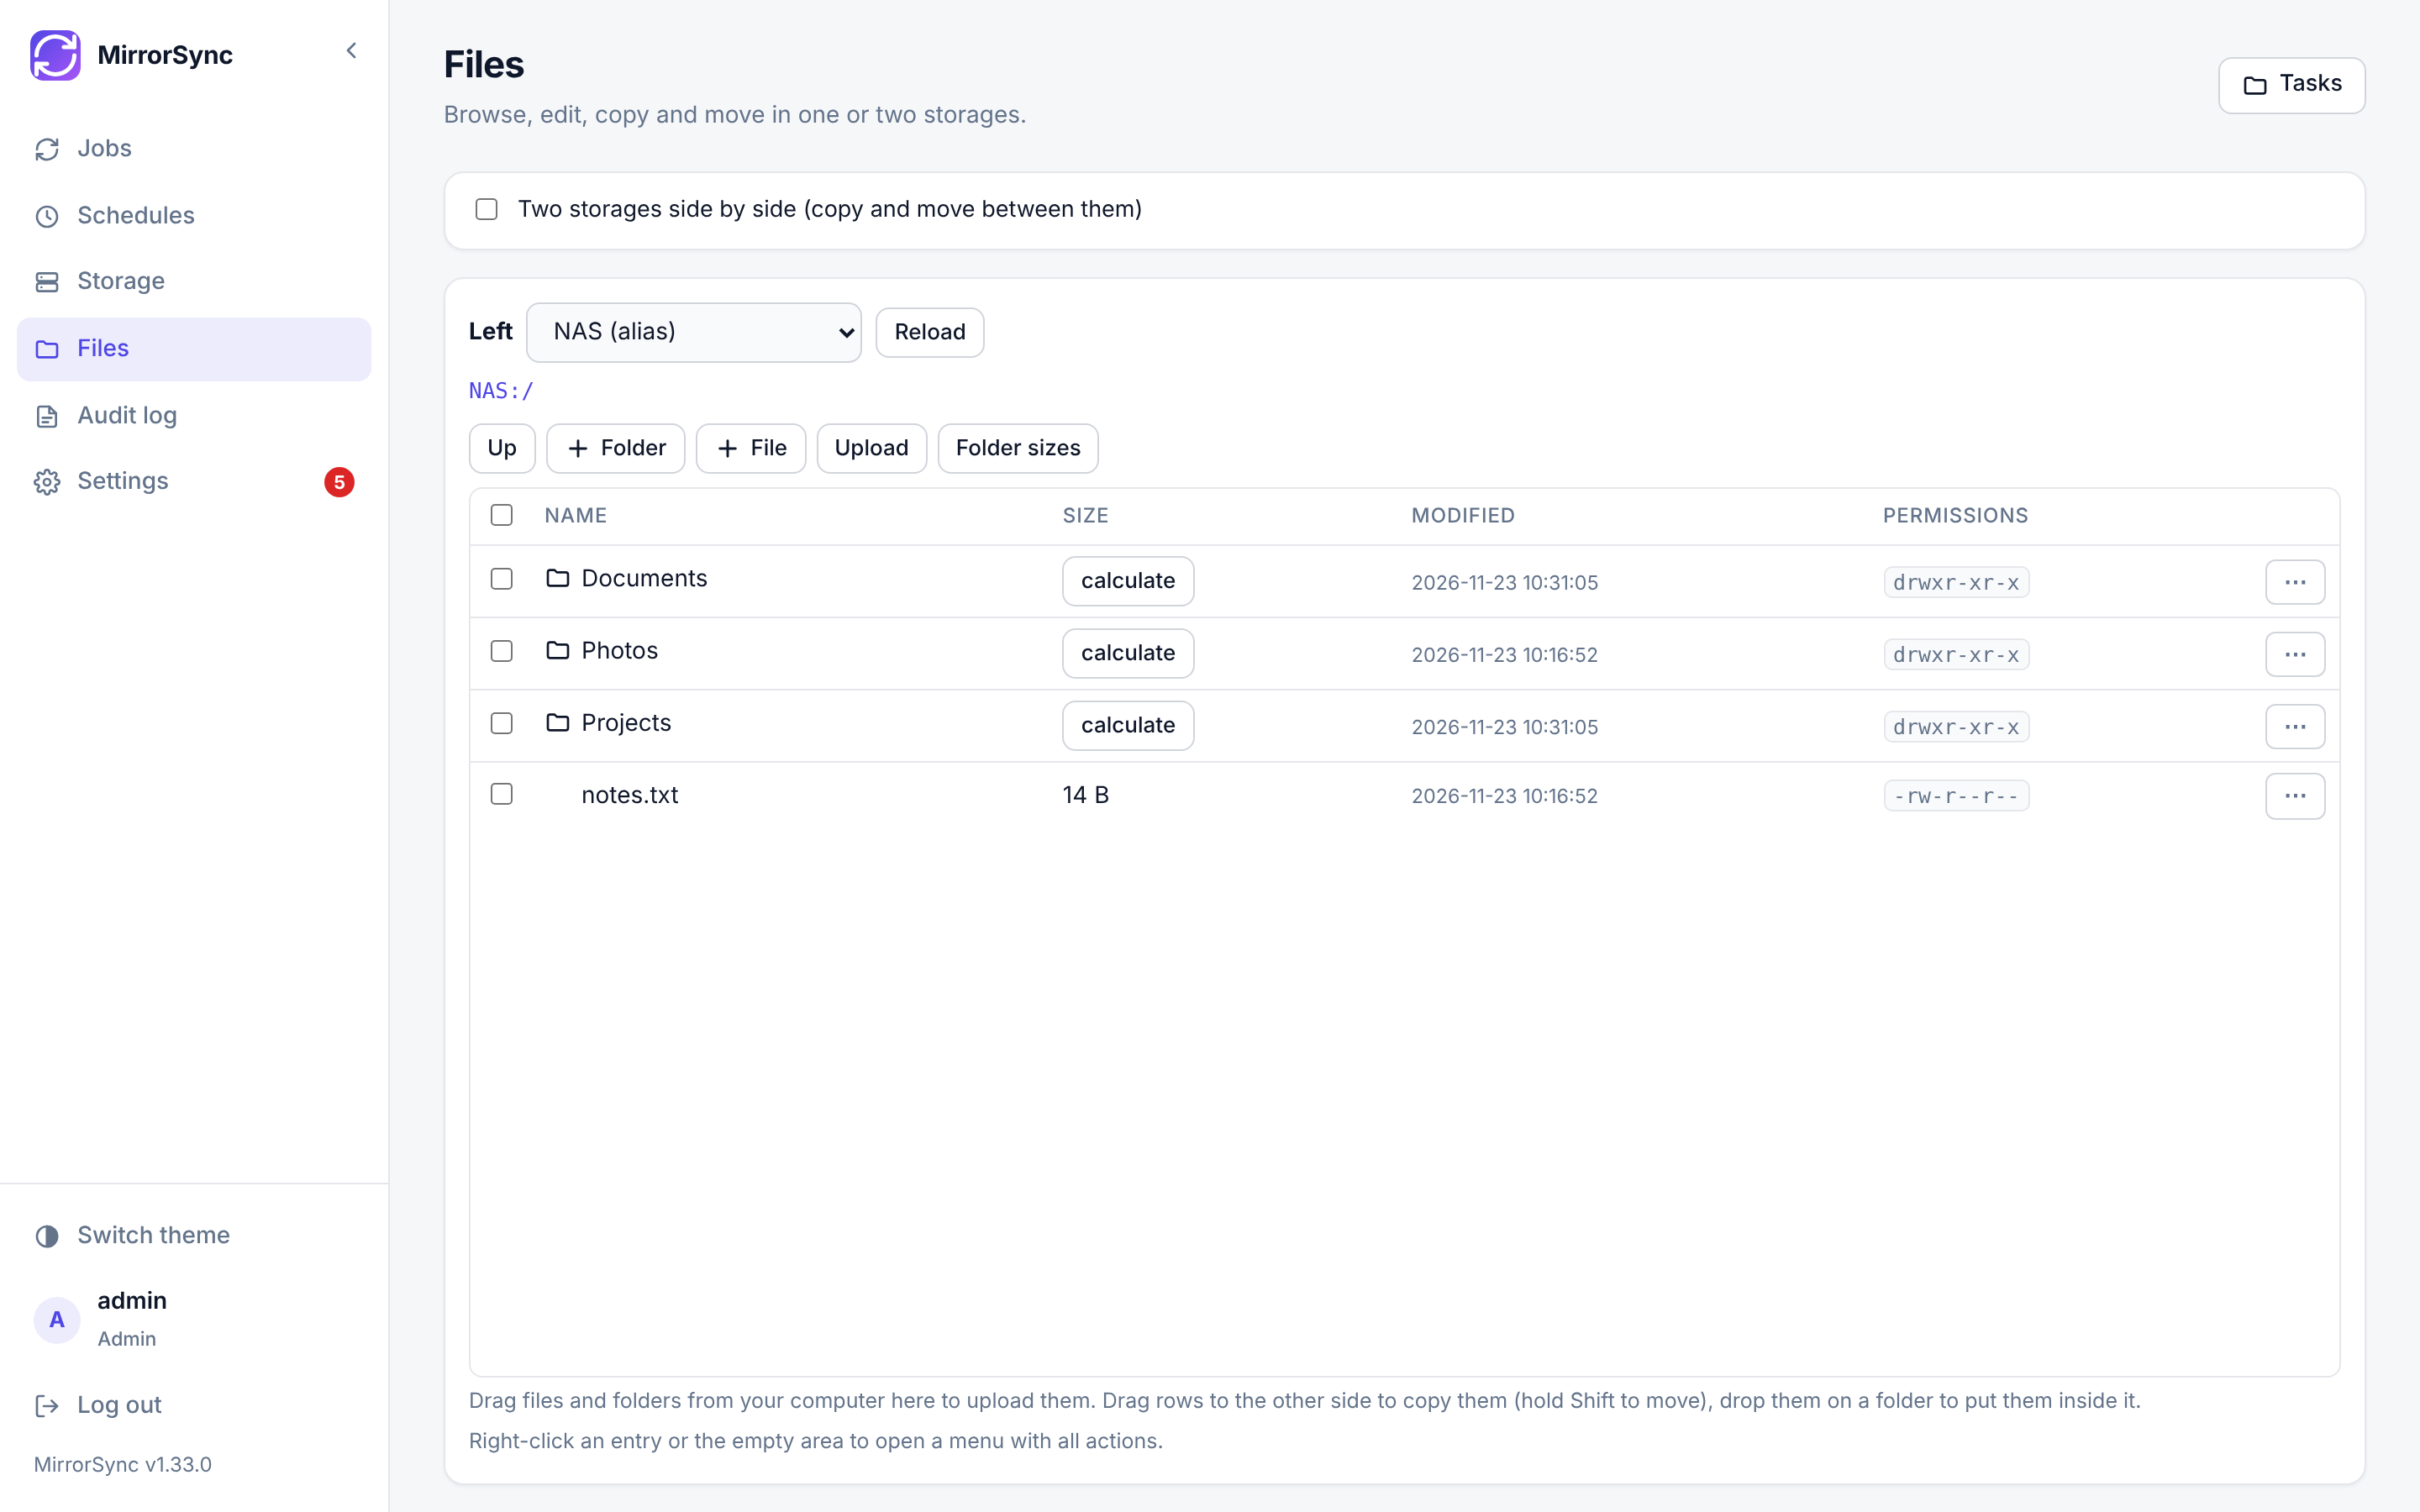 MirrorSync
Jobs
Schedules
Storage
Files
Audit log
Settings
5
Switch theme
A
admin
Admin
Log out
MirrorSync v1.33.0
Files
Browse, edit, copy and move in one or two storages.
Tasks
Two storages side by side (copy and move between them)
Left NAS (alias) Reload
NAS:/
Up + Folder + File Upload Folder sizes
NAME SIZE MODIFIED PERMISSIONS
Documents calculate 2026-11-23 10:31:05 drwxr-xr-x ...
Photos calculate 2026-11-23 10:16:52 drwxr-xr-x ...
Projects calculate 2026-11-23 10:31:05 drwxr-xr-x ...
notes.txt 14 B 2026-11-23 10:16:52 -rw-r--r-- ...
Drag files and folders from your computer here to upload them. Drag rows to the other side to copy them (hold Shift to move), drop them on a folder to put them inside it.
Right-click an entry or the empty area to open a menu with all actions.